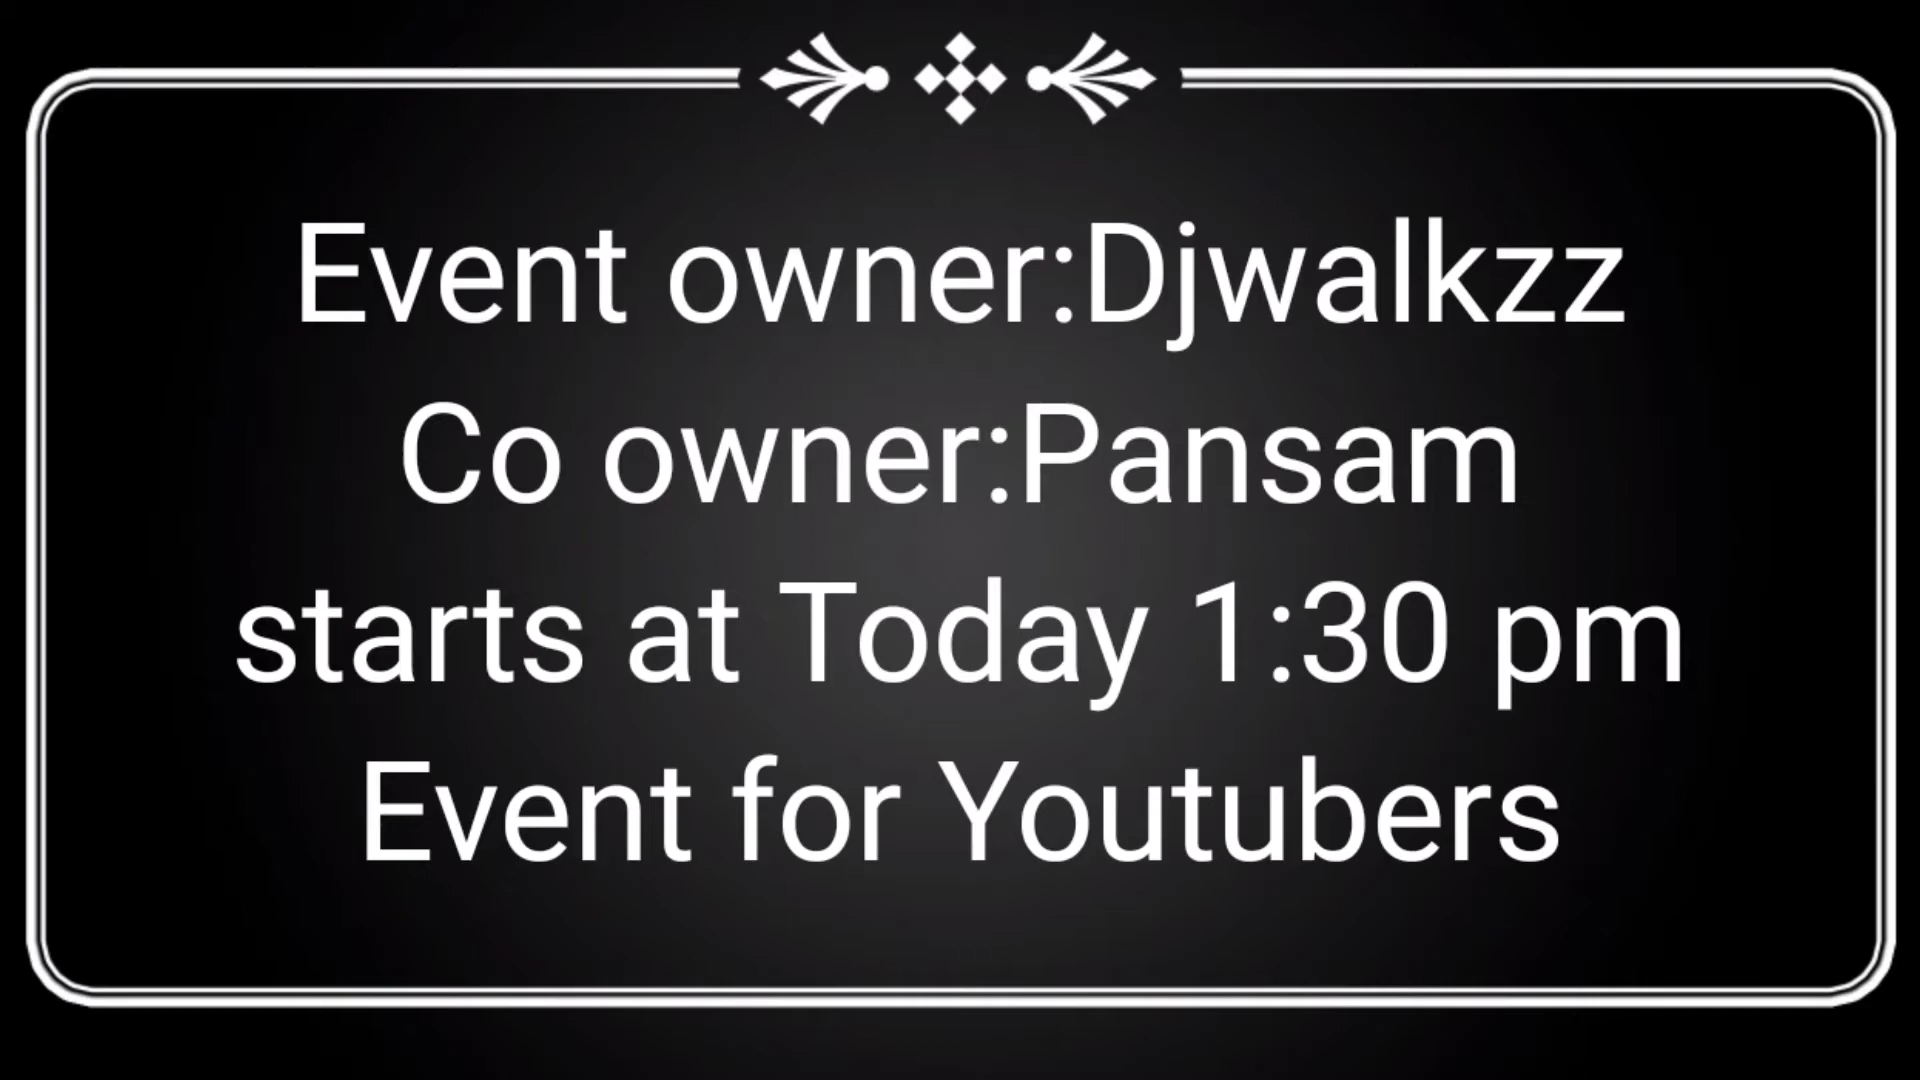 Event owner:Djwalkzz
Co owner:Pansam
starts at Today 1:30 pm
Event for Youtubers